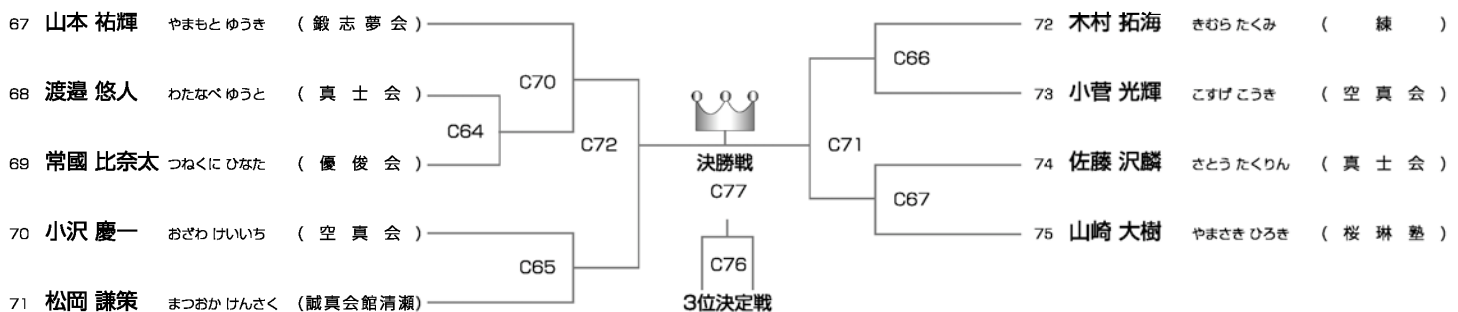 67 山本 祐輝 やまもと ゆうき (鍛志夢会)
68 渡邉 悠人 わたなべ ゆうと (真士会)
69 常國 比奈太 つねくに ひなた (優俊会)
70 小沢 慶一 おざわ けいいち (空真会)
71 松岡 謙策 まつおか けんさく (誠真会館清瀬)
C70
C64
C72
C65
決勝戦
C77
C76
3位決定戦
C71
C66
C67
72 木村 拓海 きむら たくみ (練)
73 小菅 光輝 こすげ こうき (空真会)
74 佐藤 沢麟 さとう たくりん (真士会)
75 山崎 大樹 やまさき ひろき (桜琳塾)